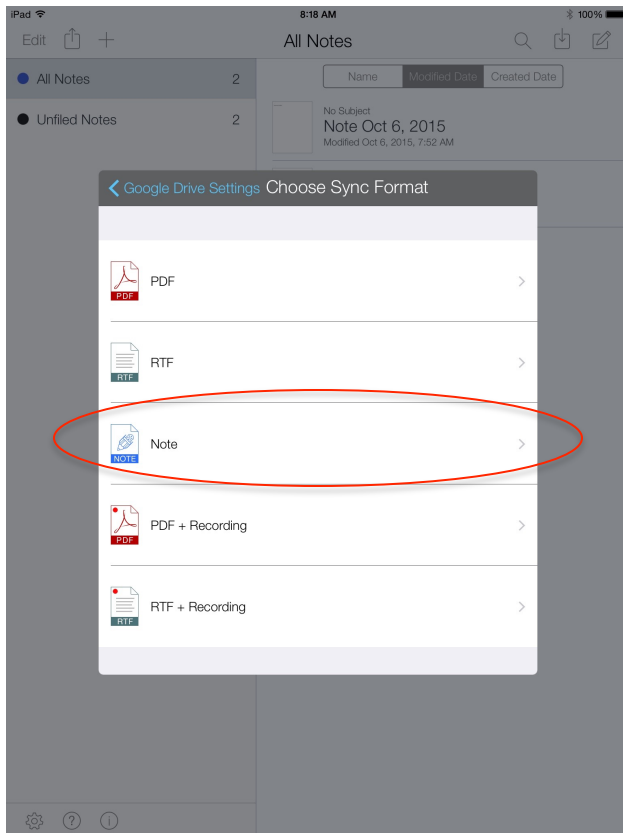 iPad 8:18 AM 100%
Edit All Notes
All Notes 2
Unfiled Notes 2
Name Modified Date Created Date
No Subject
Note Oct 6, 2015
Modified Oct 6, 2015, 7:52 AM
Google Drive Settings Choose Sync Format
PDF
PDF
RTF
RTF
Note
NOTE
PDF + Recording
PDF
RTF + Recording
RTF